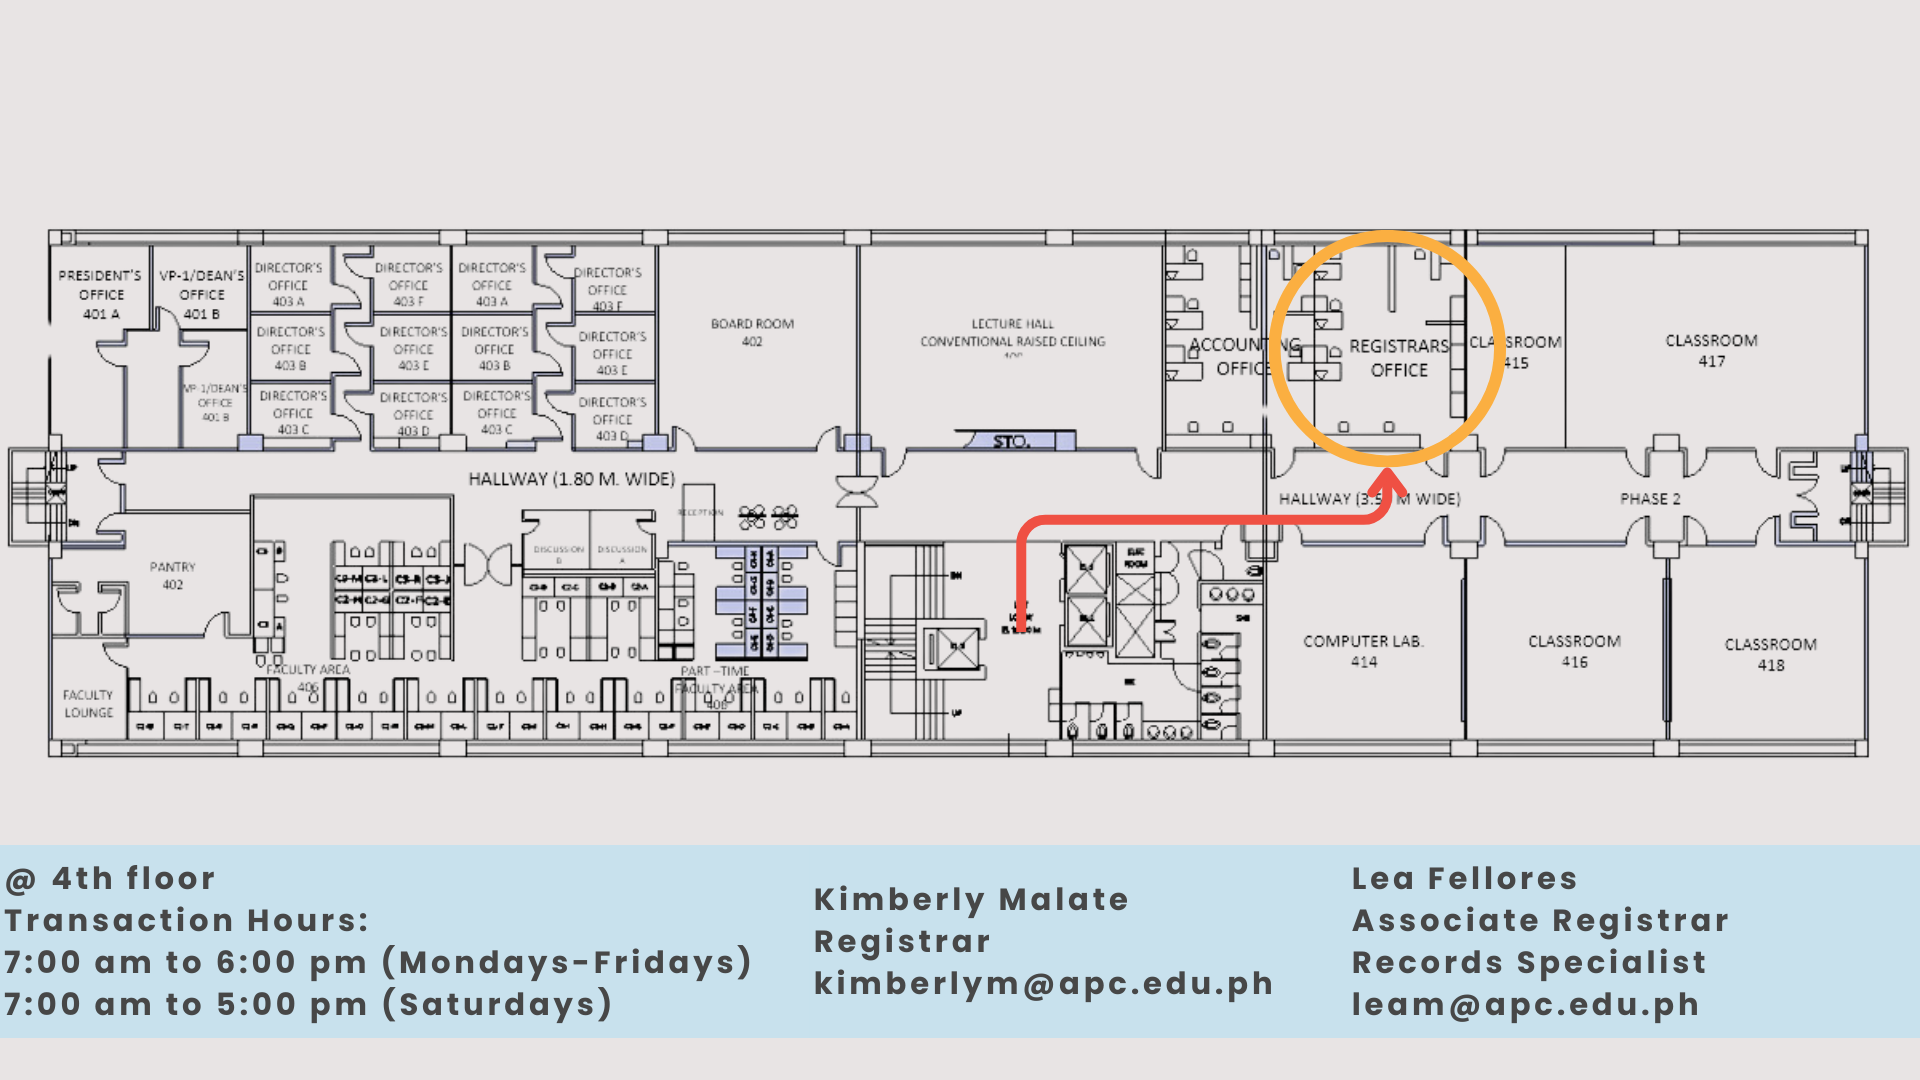 PRESIDENT'S
OFFICE
401 A
VP-1/DEAN'S
OFFICE
401 B
VP-1/DEAN'S
OFFICE
401 B
DIRECTOR'S
OFFICE
403 A
DIRECTOR'S
OFFICE
403 F
DIRECTOR'S
OFFICE
403 A
DIRECTOR'S
OFFICE
403 F
DIRECTOR'S
OFFICE
403 B
DIRECTOR'S
OFFICE
403 E
DIRECTOR'S
OFFICE
403 B
DIRECTOR'S
OFFICE
403 E
DIRECTOR'S
OFFICE
403 C
DIRECTOR'S
OFFICE
403 D
DIRECTOR'S
OFFICE
403 C
DIRECTOR'S
OFFICE
403 D
BOARD ROOM
402
LECTURE HALL
CONVENTIONAL RAISED CEILING
STO.
ACCOUNTING
OFFICE
REGISTRARS
OFFICE
CLASSROOM
415
CLASSROOM
417
HALLWAY (1.80 M. WIDE)
RECEPTION
HALLWAY (3.5 M WIDE)
PHASE 2
PANTRY
402
DISCUSSION
B
DISCUSSION
A
FACULTY AREA
406
PART-TIME
FACULTY AREA
408
FACULTY
LOUNGE
ELEC
ROOM
COMPUTER LAB.
414
CLASSROOM
416
CLASSROOM
418
@ 4th floor
Transaction Hours:
7:00 am to 6:00 pm (Mondays-Fridays)
7:00 am to 5:00 pm (Saturdays)
Kimberly Malate
Registrar
kimberlym@apc.edu.ph
Lea Fellores
Associate Registrar
Records Specialist
leam@apc.edu.ph